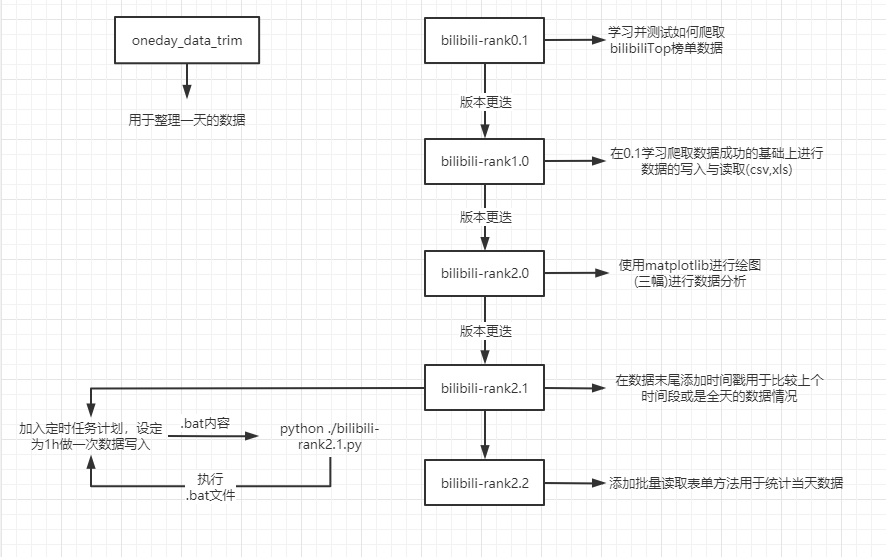 oneday_data_trim
用于整理一天的数据
bilibili-rank0.1
学习并测试如何爬取
bilibiliTop榜单数据
版本更迭
bilibili-rank1.0
在0.1学习爬取数据成功的基础上进行
数据的写入与读取(csv,xls)
版本更迭
bilibili-rank2.0
使用matplotlib进行绘图
(三幅)进行数据分析
版本更迭
bilibili-rank2.1
在数据末尾添加时间戳用于比较上个
时间段或是全天的数据情况
加入定时任务计划，设定
为1h做一次数据写入
.bat内容
python ./bilibili-
rank2.1.py
执行
.bat文件
bilibili-rank2.2
添加批量读取表单方法用于统计当天数据